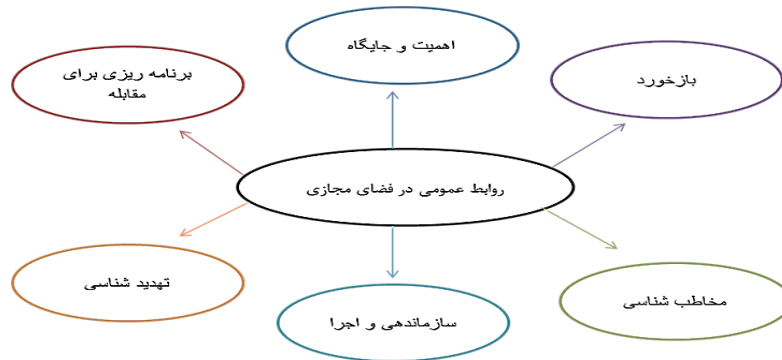 اهمیت و جایگاه
بازخورد
برنامه ریزی برای
مقابله
روابط عمومی در فضای مجازی
تهدید شناسی
مخاطب شناسی
سازماندهی و اجرا